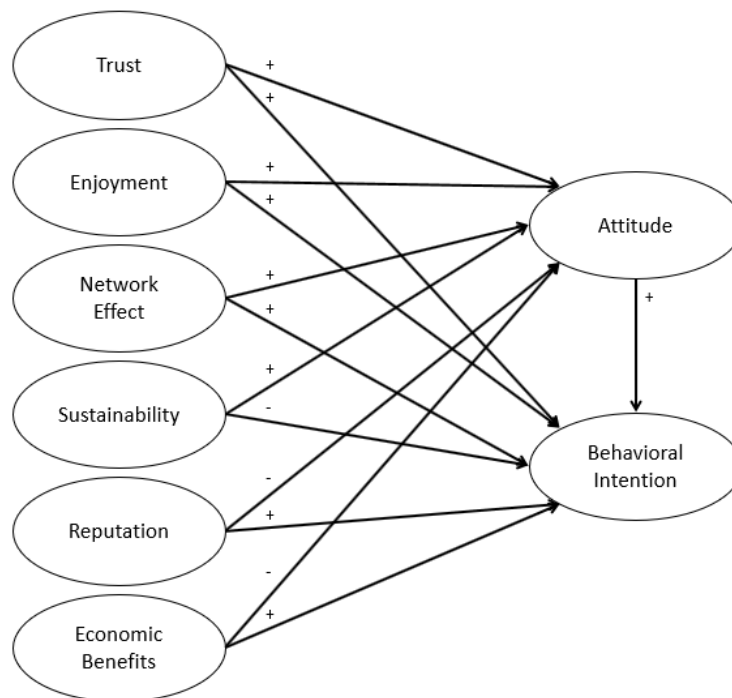 Trust
+
+
Enjoyment
+
+
Attitude
Network
Effect
+
+
+
Sustainability
+
-
Behavioral
Intention
Reputation
-
+
Economic
Benefits
-
+